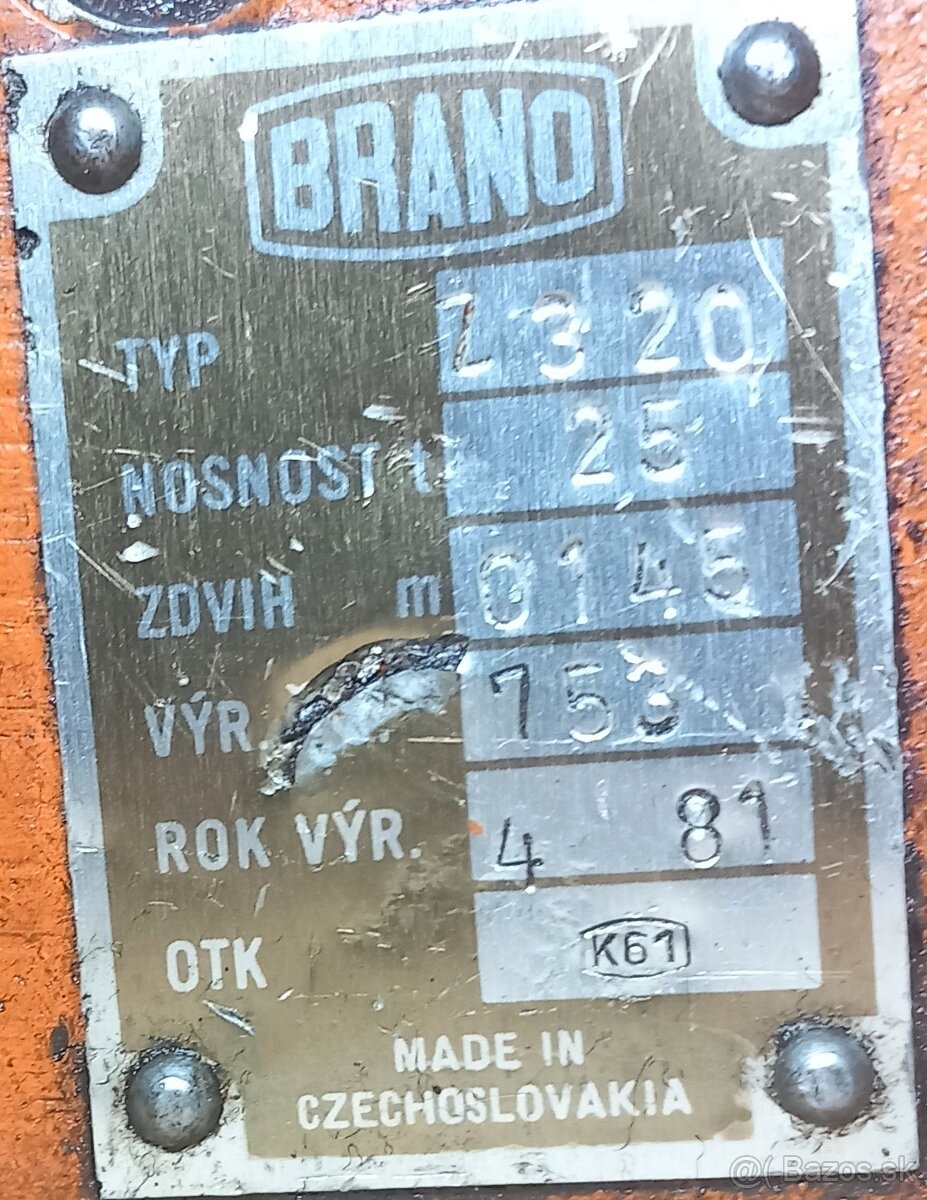 BRANO
TYP Z320
NOSNOST t 25
ZDVIH m 0145
VÝR. 753
ROK VÝR. 4 81
OTK K61
MADE IN
CZECHOSLOVAKIA
@( Bazos.sk